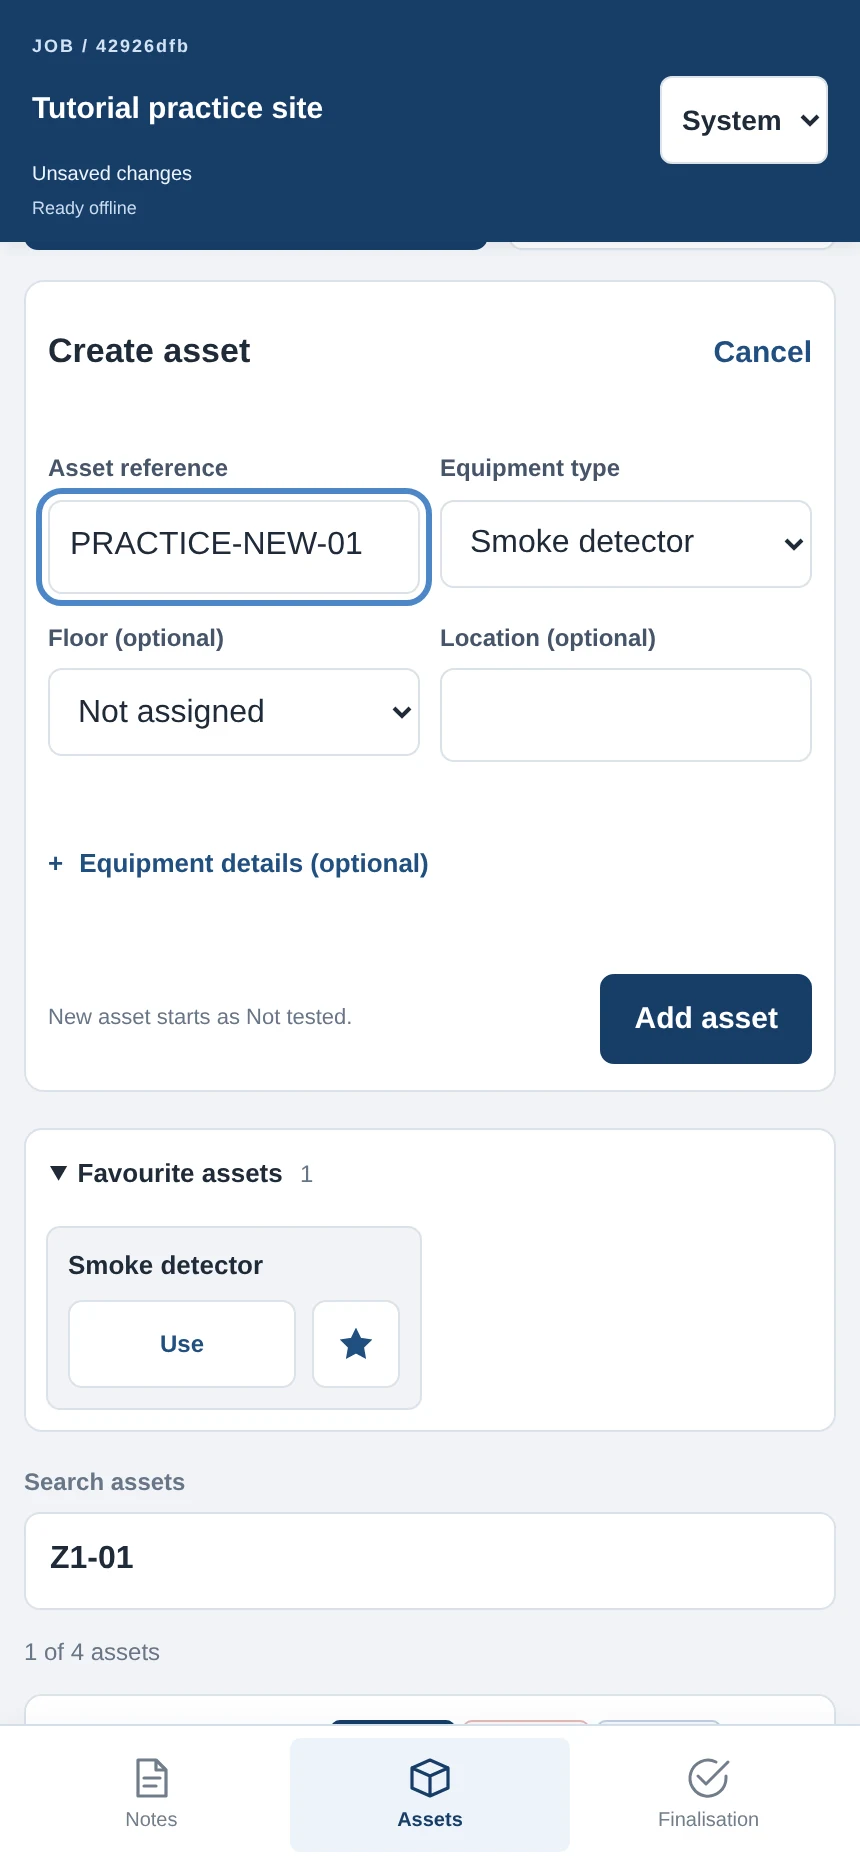 JOB / 42926dfb
Tutorial practice site
System
Unsaved changes
Ready offline
Create asset
Cancel
Asset reference
Equipment type
PRACTICE-NEW-01
Smoke detector
Floor (optional)
Location (optional)
Not assigned
+ Equipment details (optional)
New asset starts as Not tested.
Add asset
Favourite assets 1
Smoke detector
Use
Search assets
Z1-01
1 of 4 assets
Notes
Assets
Finalisation